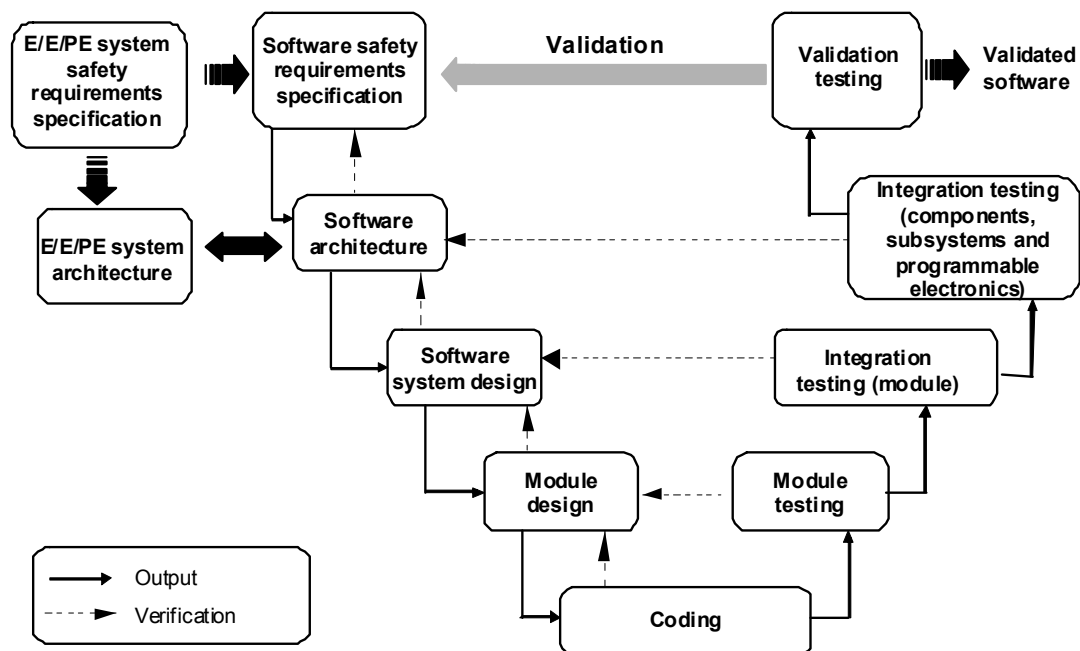 E/E/PE system
safety
requirements
specification
Software safety
requirements
specification
Validation
Validation
testing
Validated
software
E/E/PE system
architecture
Software
architecture
Integration testing
(components,
subsystems and
programmable
electronics)
Software
system design
Integration
testing (module)
Module
design
Module
testing
Coding
Output
Verification